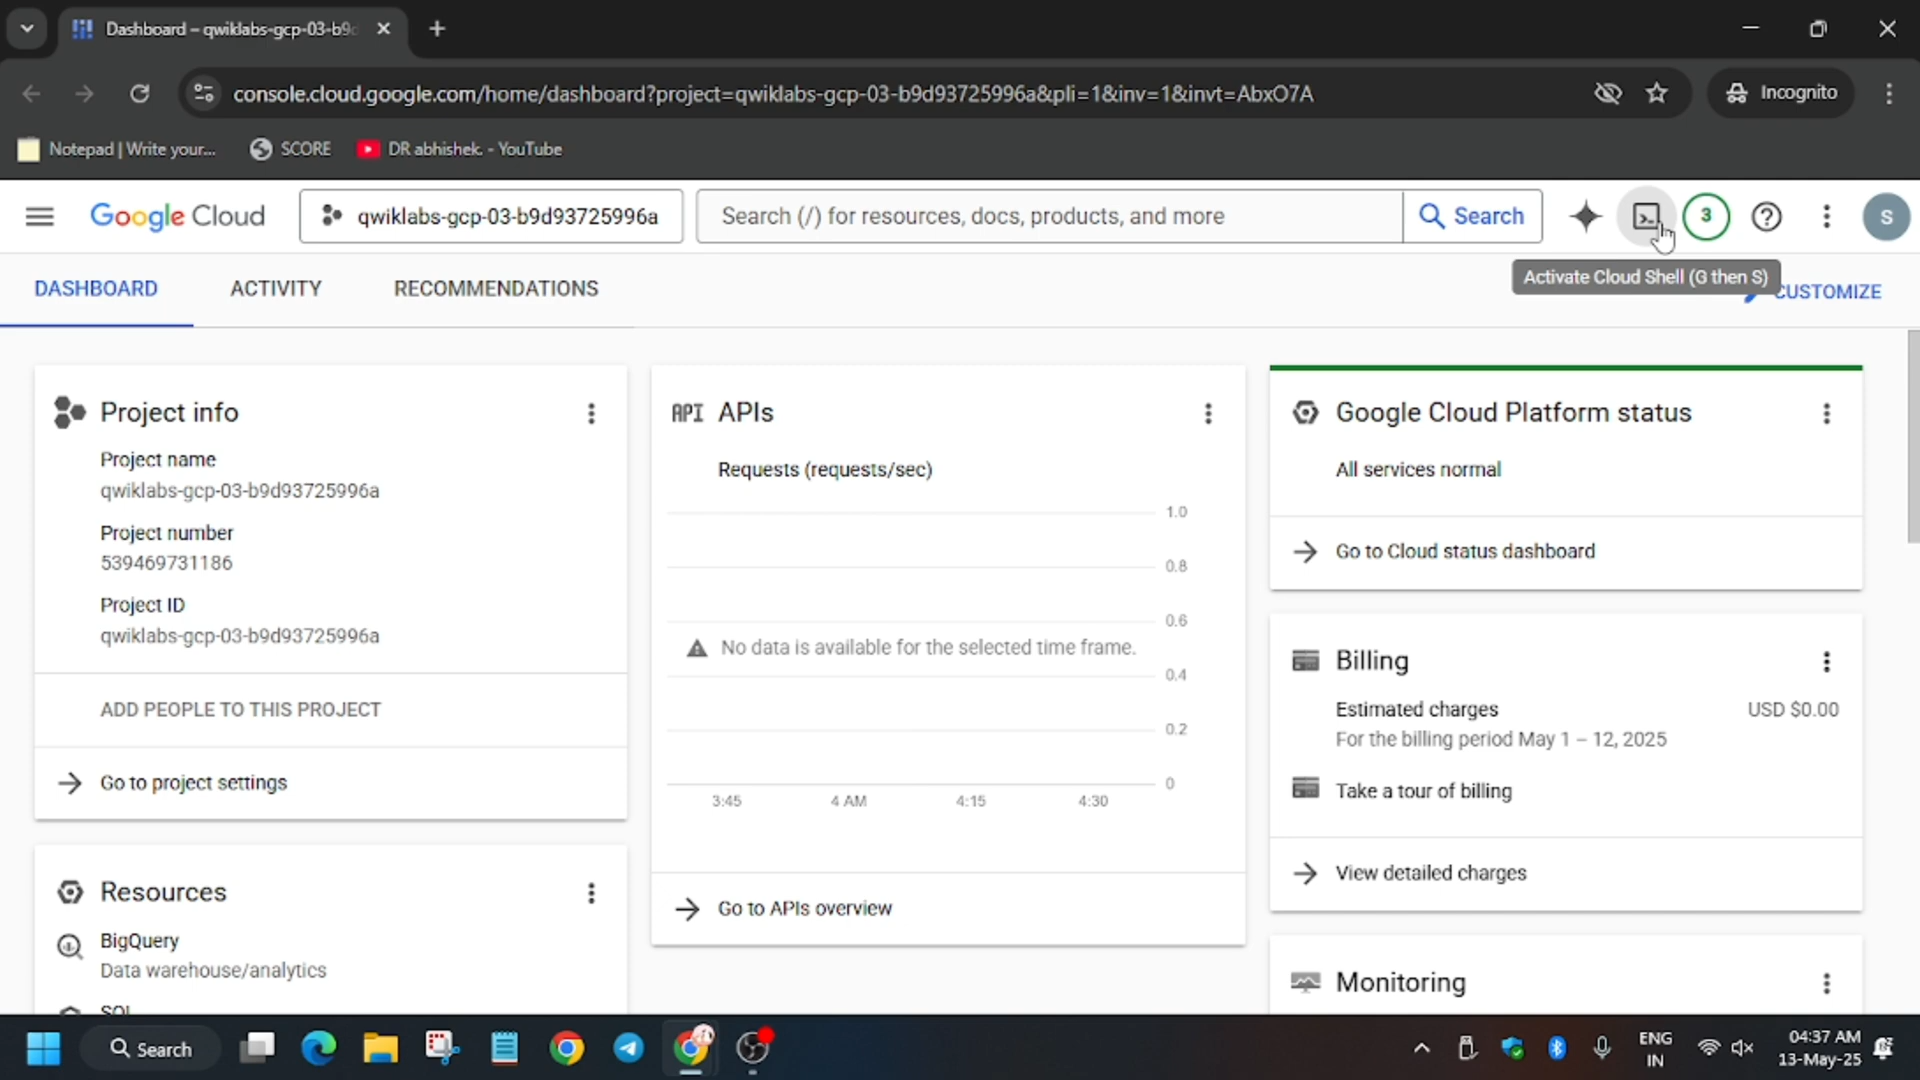 Dashboard – qwiklabs-gcp-03-b9d
console.cloud.google.com/home/dashboard?project=qwiklabs-gcp-03-b9d93725996a&pli=1&inv=1&invt=AbxO7A
Incognito
Notepad | Write your...
SCORE
DR abhishek. - YouTube
Google Cloud
qwiklabs-gcp-03-b9d93725996a
Search (/) for resources, docs, products, and more
Search
3
S
Activate Cloud Shell (G then S)
DASHBOARD
ACTIVITY
RECOMMENDATIONS
CUSTOMIZE
Project info
Project name
qwiklabs-gcp-03-b9d93725996a
Project number
539469731186
Project ID
qwiklabs-gcp-03-b9d93725996a
ADD PEOPLE TO THIS PROJECT
Go to project settings
Resources
BigQuery
Data warehouse/analytics
SQL
API APIs
Requests (requests/sec)
1.0
0.8
0.6
No data is available for the selected time frame.
0.4
0.2
0
3:45
4 AM
4:15
4:30
Go to APIs overview
Google Cloud Platform status
All services normal
Go to Cloud status dashboard
Billing
Estimated charges
USD $0.00
For the billing period May 1 – 12, 2025
Take a tour of billing
View detailed charges
Monitoring
Search
ENG
IN
04:37 AM
13-May-25